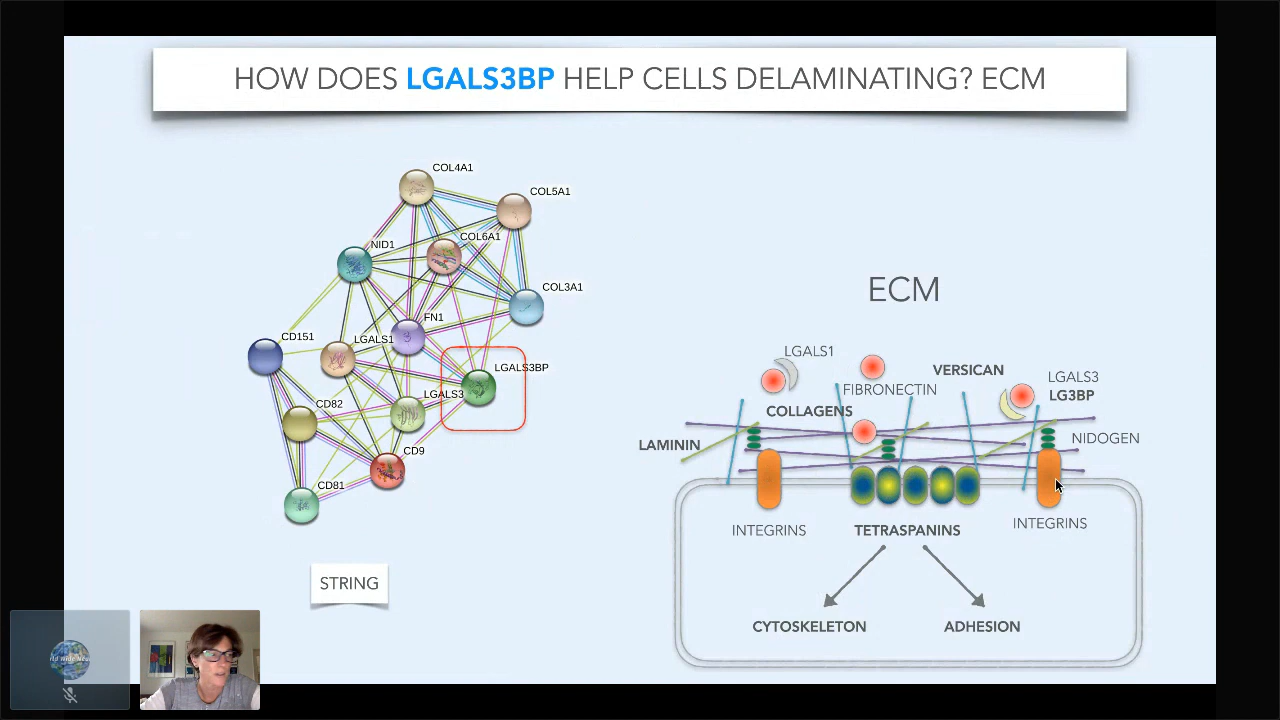 HOW DOES LGALS3BP HELP CELLS DELAMINATING? ECM
COL4A1
COL5A1
NID1
COL6A1
COL3A1
FN1
CD151
LGALS1
LGALS3BP
CD82
LGALS3
CD9
CD81
STRING
ECM
LGALS1
FIBRONECTIN
VERSICAN
LGALS3
LG3BP
COLLAGENS
LAMININ
NIDOGEN
INTEGRINS
TETRASPANINS
INTEGRINS
CYTOSKELETON
ADHESION